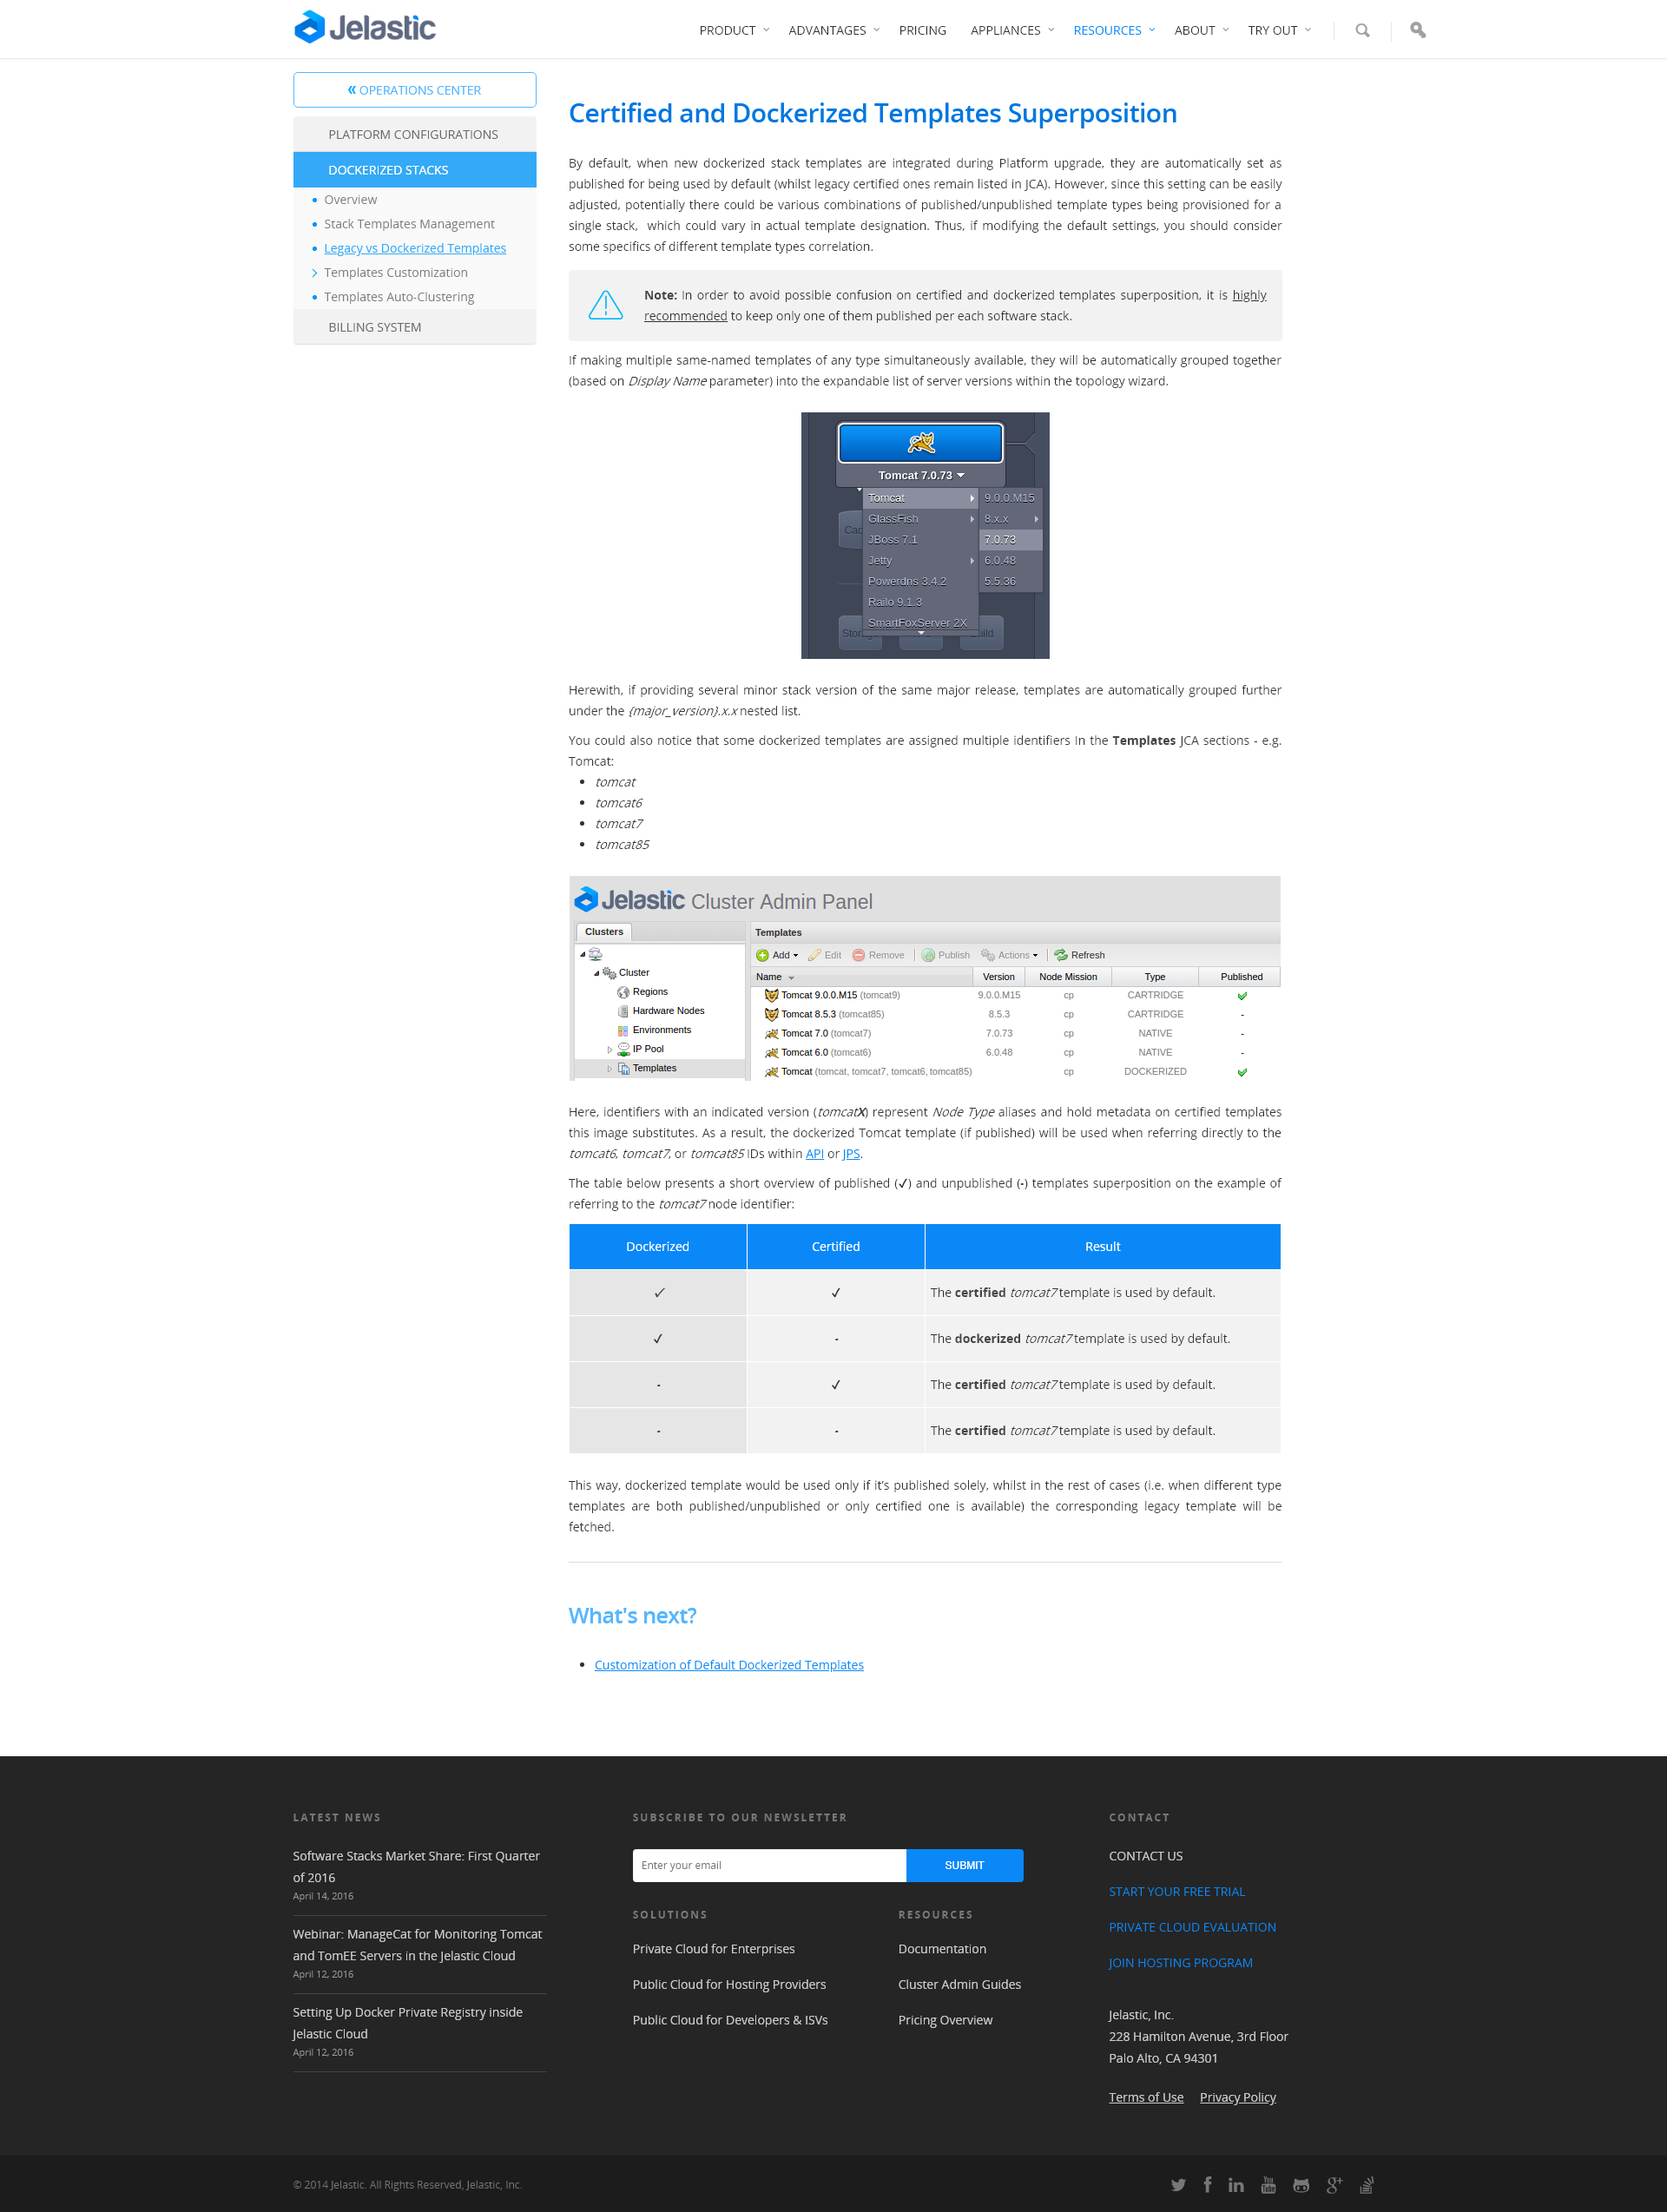 Jelastic
PRODUCT
ADVANTAGES
PRICING
APPLIANCES
RESOURCES
ABOUT
TRY OUT
« OPERATIONS CENTER
PLATFORM CONFIGURATIONS
DOCKERIZED STACKS
Overview
Stack Templates Management
Legacy vs Dockerized Templates
Templates Customization
Templates Auto-Clustering
BILLING SYSTEM
Certified and Dockerized Templates Superposition
By default, when new dockerized stack templates are integrated during Platform upgrade, they are automatically set as
published for being used by default (whilst legacy certified ones remain listed in JCA). However, since this setting can be easily
adjusted, potentially there could be various combinations of published/unpublished template types being provisioned for a
single stack, which could vary in actual template designation. Thus, if modifying the default settings, you should consider
some specifics of different template types correlation.
Note: In order to avoid possible confusion on certified and dockerized templates superposition, it is highly
recommended to keep only one of them published per each software stack.
If making multiple same-named templates of any type simultaneously available, they will be automatically grouped together
(based on Display Name parameter) into the expandable list of server versions within the topology wizard.
Tomcat 7.0.73
Tomcat
GlassFish
JBoss 7.1
Jetty
Powerdns 3.4.2
Railo 9.1.3
SmartFoxServer 2X
9.0.0.M15
8.x.x
7.0.73
6.0.48
5.5.36
Herewith, if providing several minor stack version of the same major release, templates are automatically grouped further
under the {major_version}.x.x nested list.
You could also notice that some dockerized templates are assigned multiple identifiers In the Templates JCA sections - e.g.
Tomcat:
tomcat
tomcat6
tomcat7
tomcat85
Jelastic Cluster Admin Panel
Clusters
Cluster
Regions
Hardware Nodes
Environments
IP Pool
Templates
Templates
Add Edit Remove Publish Actions Refresh
Name Version Node Mission Type Published
Tomcat 9.0.0.M15 (tomcat9) 9.0.0.M15 cp CARTRIDGE ✔
Tomcat 8.5.3 (tomcat85) 8.5.3 cp CARTRIDGE -
Tomcat 7.0 (tomcat7) 7.0.73 cp NATIVE -
Tomcat 6.0 (tomcat6) 6.0.48 cp NATIVE -
Tomcat (tomcat, tomcat7, tomcat6, tomcat85) cp DOCKERIZED ✔
Here, identifiers with an indicated version (tomcatX) represent Node Type aliases and hold metadata on certified templates
this image substitutes. As a result, the dockerized Tomcat template (if published) will be used when referring directly to the
tomcat6, tomcat7, or tomcat85 IDs within API or JPS.
The table below presents a short overview of published (✓) and unpublished (-) templates superposition on the example of
referring to the tomcat7 node identifier:
Dockerized Certified Result
✓ ✓ The certified tomcat7 template is used by default.
✓ - The dockerized tomcat7 template is used by default.
- ✓ The certified tomcat7 template is used by default.
- - The certified tomcat7 template is used by default.
This way, dockerized template would be used only if it's published solely, whilst in the rest of cases (i.e. when different type
templates are both published/unpublished or only certified one is available) the corresponding legacy template will be
fetched.
What's next?
Customization of Default Dockerized Templates
LATEST NEWS
Software Stacks Market Share: First Quarter
of 2016
April 14, 2016
Webinar: ManageCat for Monitoring Tomcat
and TomEE Servers in the Jelastic Cloud
April 12, 2016
Setting Up Docker Private Registry inside
Jelastic Cloud
April 12, 2016
SUBSCRIBE TO OUR NEWSLETTER
Enter your email
SUBMIT
SOLUTIONS
Private Cloud for Enterprises
Public Cloud for Hosting Providers
Public Cloud for Developers & ISVs
RESOURCES
Documentation
Cluster Admin Guides
Pricing Overview
CONTACT
CONTACT US
START YOUR FREE TRIAL
PRIVATE CLOUD EVALUATION
JOIN HOSTING PROGRAM
Jelastic, Inc.
228 Hamilton Avenue, 3rd Floor
Palo Alto, CA 94301
Terms of Use Privacy Policy
© 2014 Jelastic. All Rights Reserved, Jelastic, Inc.